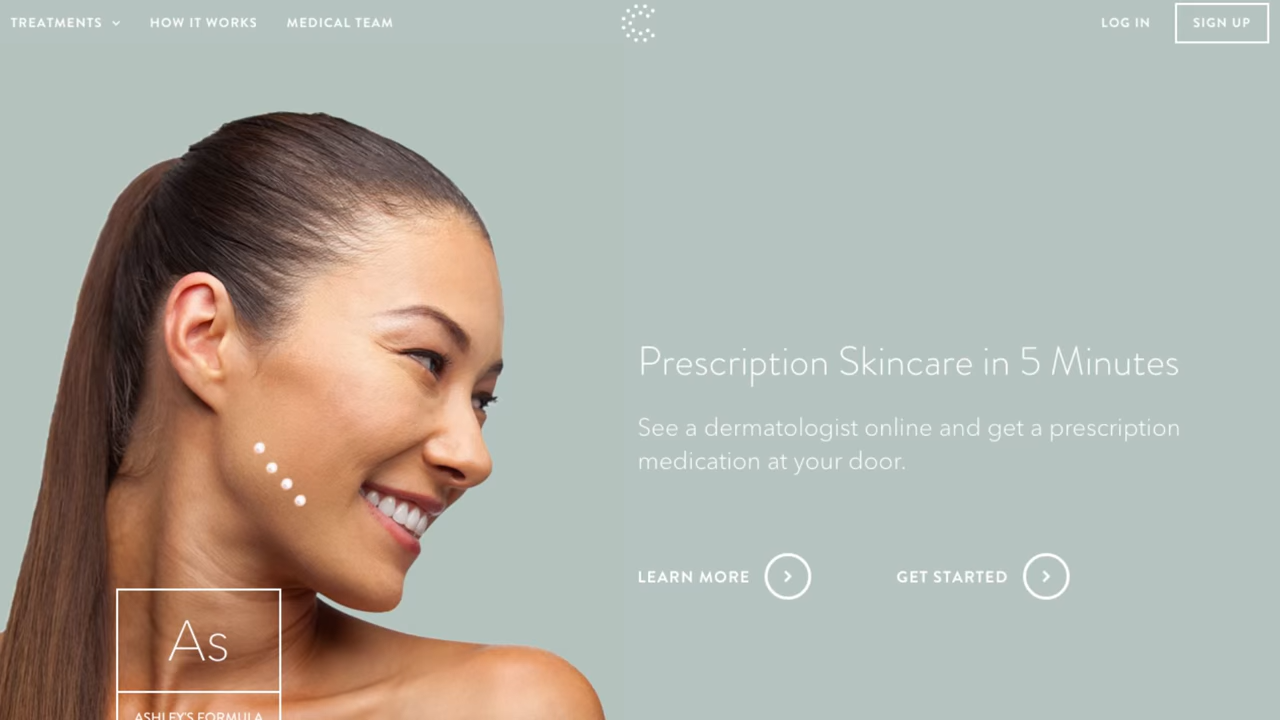 TREATMENTS
HOW IT WORKS
MEDICAL TEAM
LOG IN
SIGN UP
Prescription Skincare in 5 Minutes
See a dermatologist online and get a prescription
medication at your door.
LEARN MORE
GET STARTED
As
ASHLEY'S FORMULA